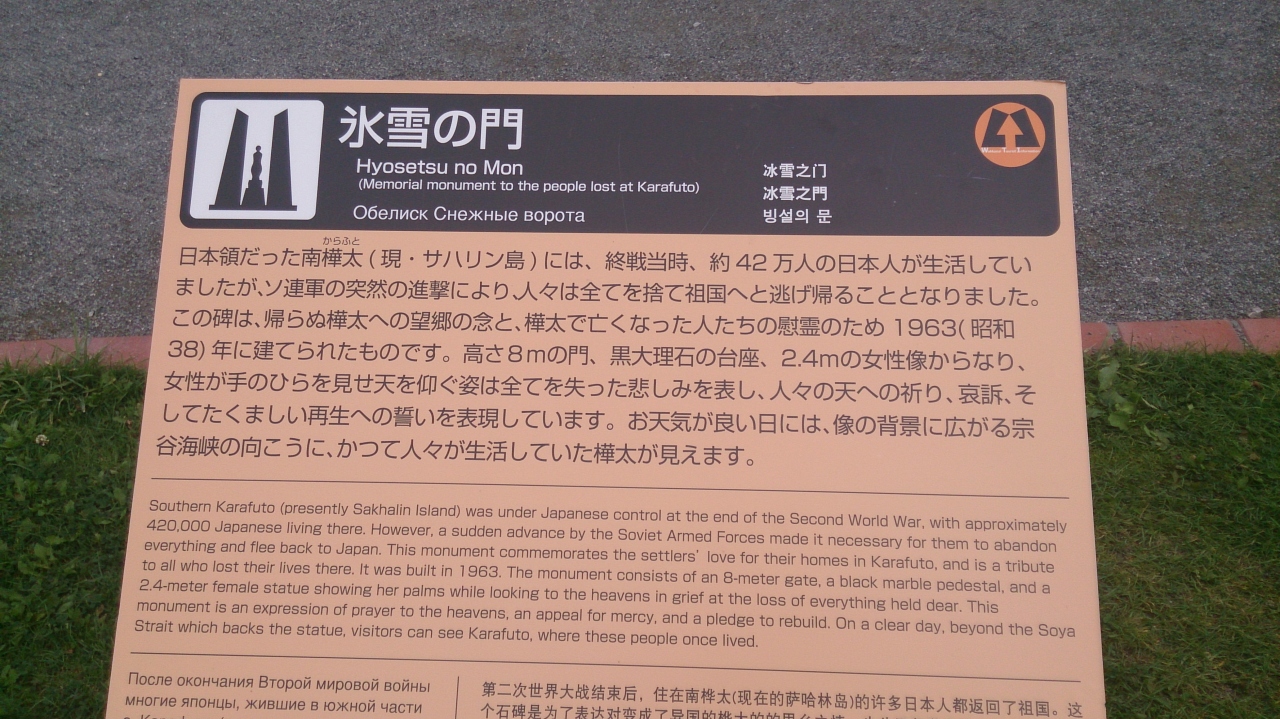 氷雪の門
Hyosetsu no Mon
(Memorial monument to the people lost at Karafuto)
Обелиск Снежные ворота
冰雪之门
冰雪之門
빙설의 문
からふと
日本領だった南樺太(現・サハリン島)には、終戦当時、約42万人の日本人が生活してい
ましたが、ソ連軍の突然の進撃により、人々は全てを捨て祖国へと逃げ帰ることとなりました。
この碑は、帰らぬ樺太への望郷の念と、樺太で亡くなった人たちの慰霊のため1963(昭和
38)年に建てられたものです。高さ8mの門、黒大理石の台座、2.4mの女性像からなり、
女性が手のひらを見せ天を仰ぐ姿は全てを失った悲しみを表し、人々の天への祈り、哀訴、そ
してたくましい再生への誓いを表現しています。お天気が良い日には、像の背景に広がる宗
谷海峡の向こうに、かつて人々が生活していた樺太が見えます。
Southern Karafuto (presently Sakhalin Island) was under Japanese control at the end of the Second World War, with approximately
420,000 Japanese living there. However, a sudden advance by the Soviet Armed Forces made it necessary for them to abandon
everything and flee back to Japan. This monument commemorates the settlers' love for their homes in Karafuto, and is a tribute
to all who lost their lives there. It was built in 1963. The monument consists of an 8-meter gate, a black marble pedestal, and a
2.4-meter female statue showing her palms while looking to the heavens in grief at the loss of everything held dear. This
monument is an expression of prayer to the heavens, an appeal for mercy, and a pledge to rebuild. On a clear day, beyond the Soya
Strait which backs the statue, visitors can see Karafuto, where these people once lived.
После окончания Второй мировой войны
многие японцы, жившие в южной части
第二次世界大战结束后，住在南桦太(现在的萨哈林岛)的许多日本人都返回了祖国。这
个石碑是为了表达对变成了异国的桦太的